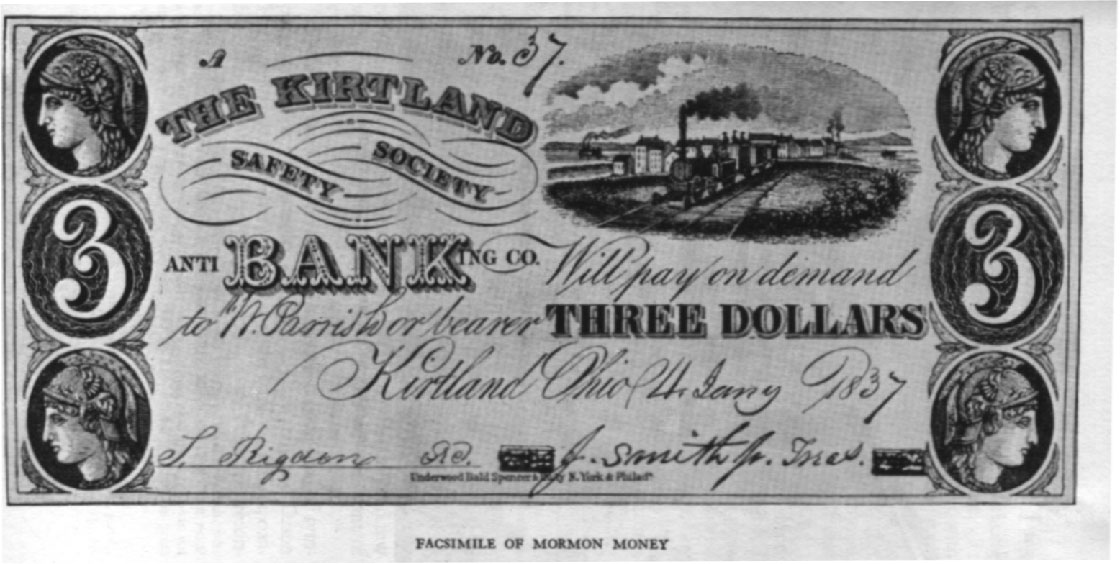 A No. 37.
THE KIRTLAND
SAFETY SOCIETY
3 3
ANTI BANKING CO. Will pay on demand
to W. Parrish or bearer THREE DOLLARS
Kirtland Ohio 4 Jany 1837
S. Rigdon J. Smith Jr. Tres.
Underwood Bald Spencer & Hufty N. York & Philada
FACSIMILE OF MORMON MONEY